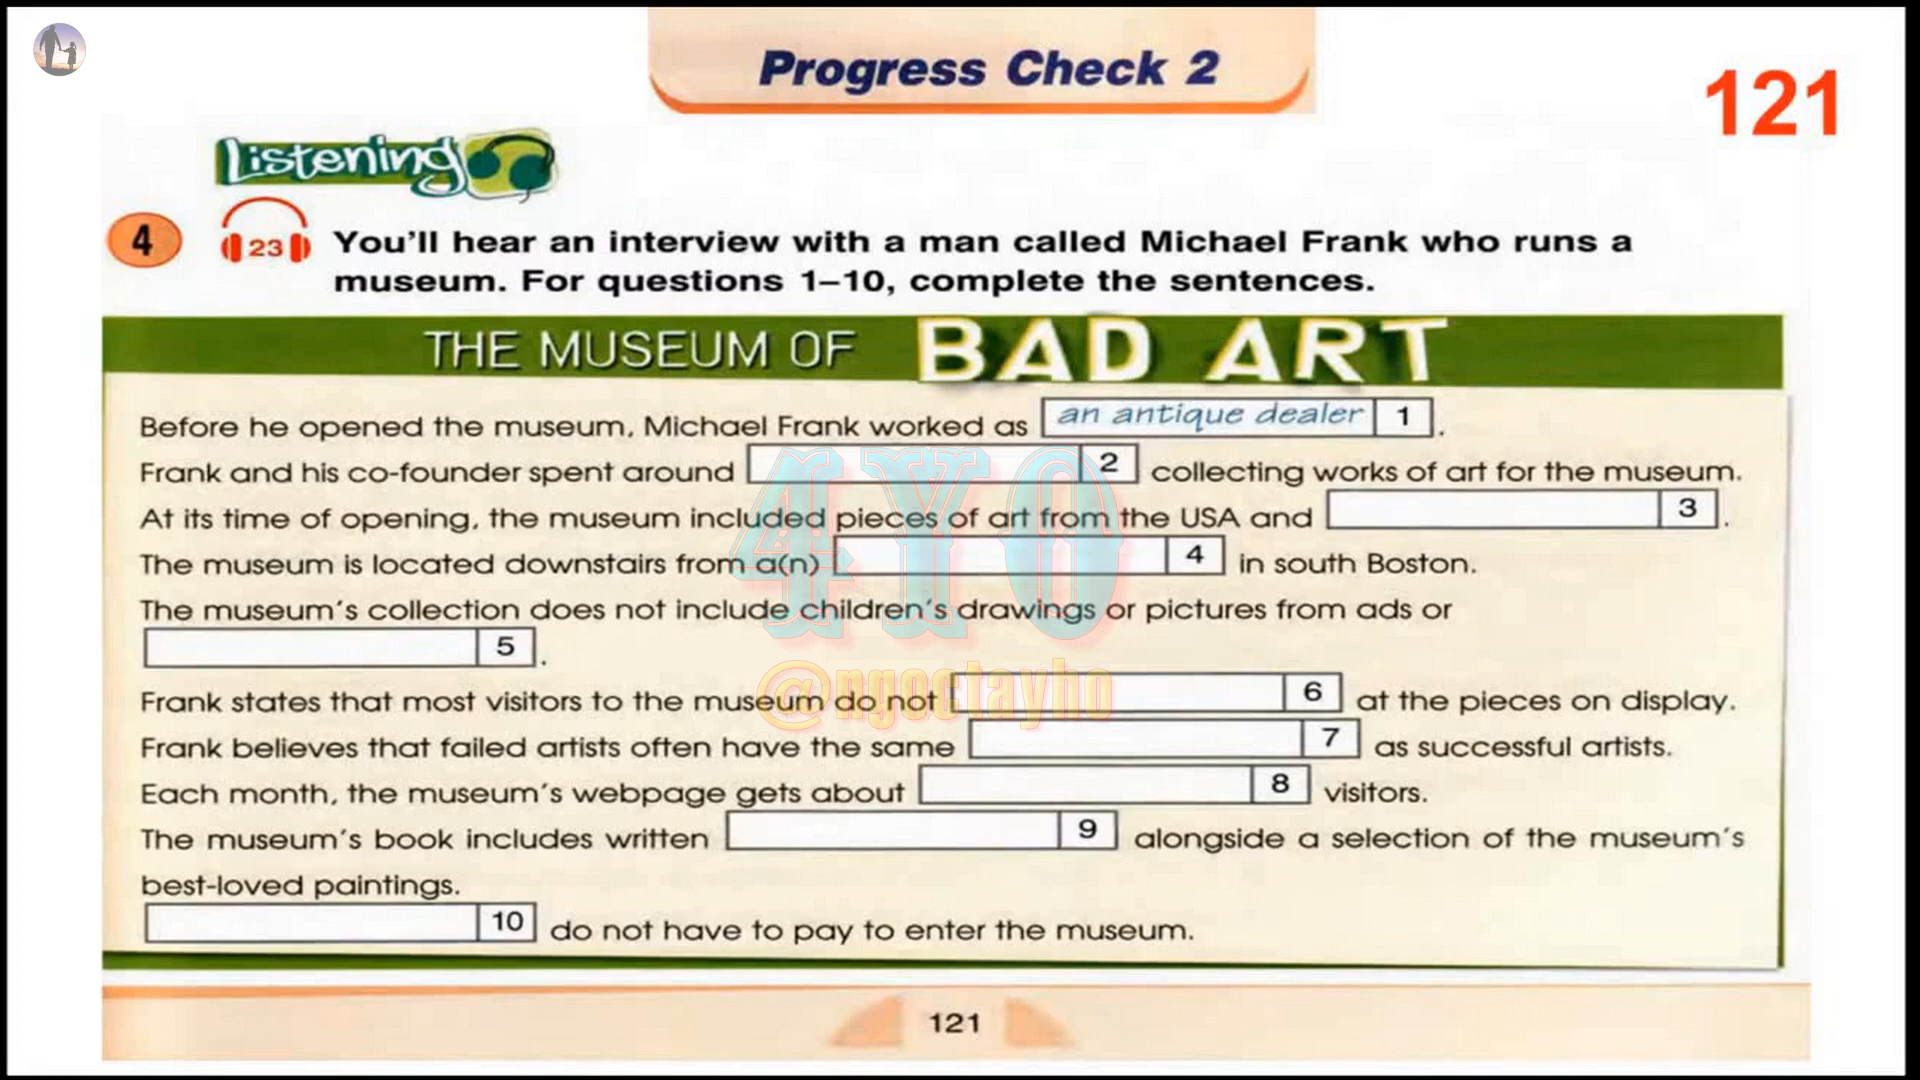 Progress Check 2
121
Listening
4 23 You'll hear an interview with a man called Michael Frank who runs a
museum. For questions 1–10, complete the sentences.
THE MUSEUM OF BAD ART
Before he opened the museum, Michael Frank worked as an antique dealer 1 .
Frank and his co-founder spent around 2 collecting works of art for the museum.
At its time of opening, the museum included pieces of art from the USA and 3 .
The museum is located downstairs from a(n) 4 in south Boston.
The museum's collection does not include children's drawings or pictures from ads or
5 .
Frank states that most visitors to the museum do not 6 at the pieces on display.
Frank believes that failed artists often have the same 7 as successful artists.
Each month, the museum's webpage gets about 8 visitors.
The museum's book includes written 9 alongside a selection of the museum's
best-loved paintings.
10 do not have to pay to enter the museum.
4YO
@ngoctayho
121